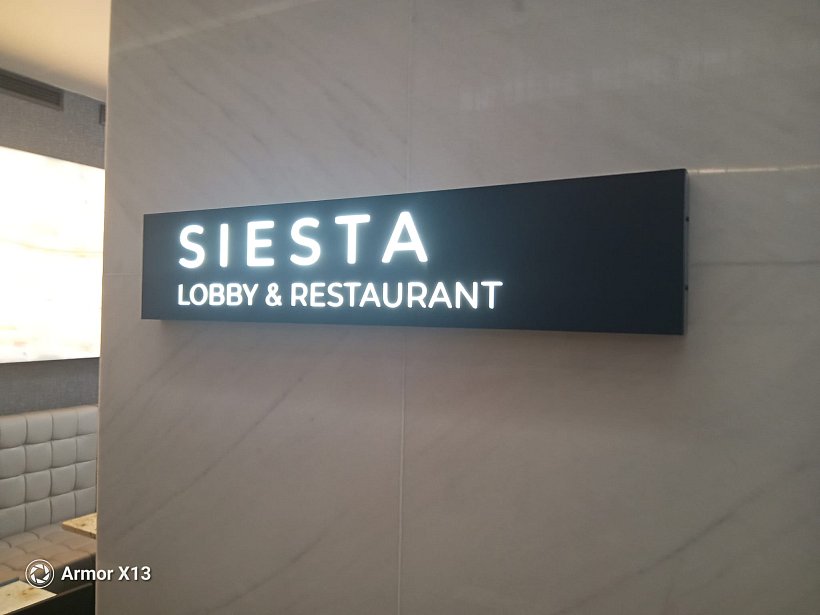 SIESTA
LOBBY & RESTAURANT
Armor X13